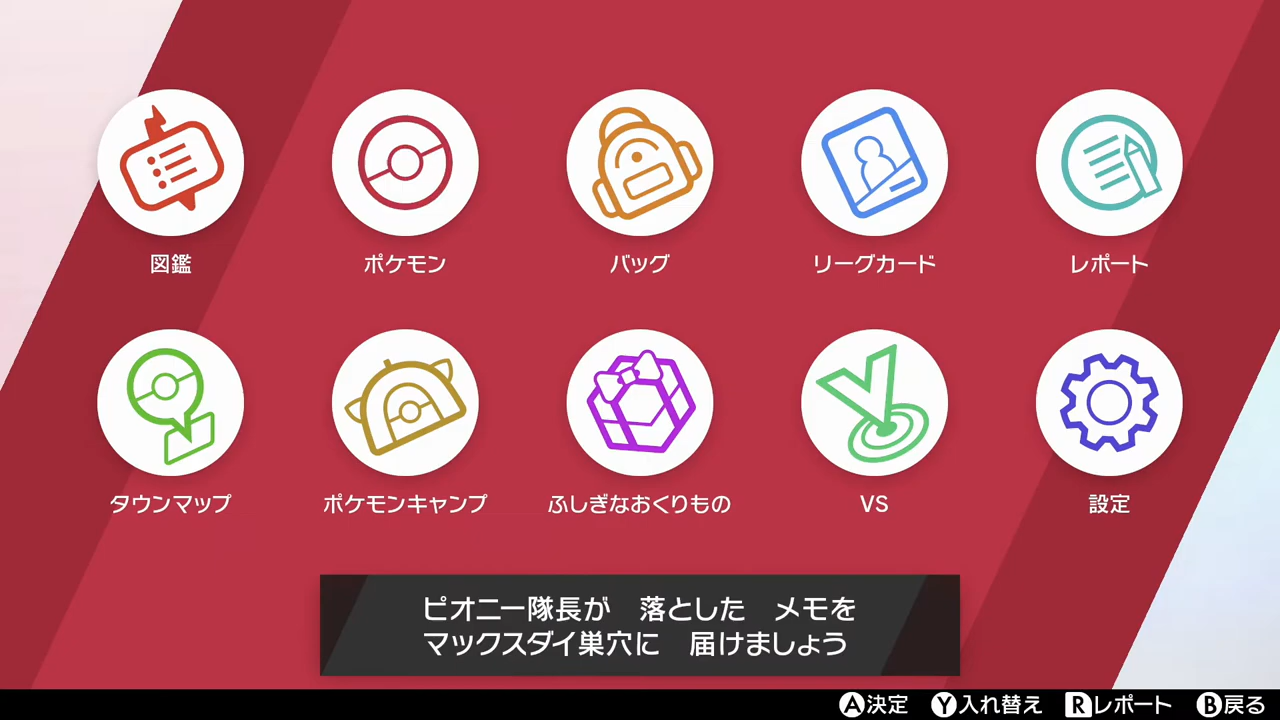 図鑑
ポケモン
バッグ
リーグカード
レポート
タウンマップ
ポケモンキャンプ
ふしぎなおくりもの
VS
設定
ピオニー隊長が　落とした　メモを
マックスダイ巣穴に　届けましょう
A決定 Y入れ替え Rレポート B戻る